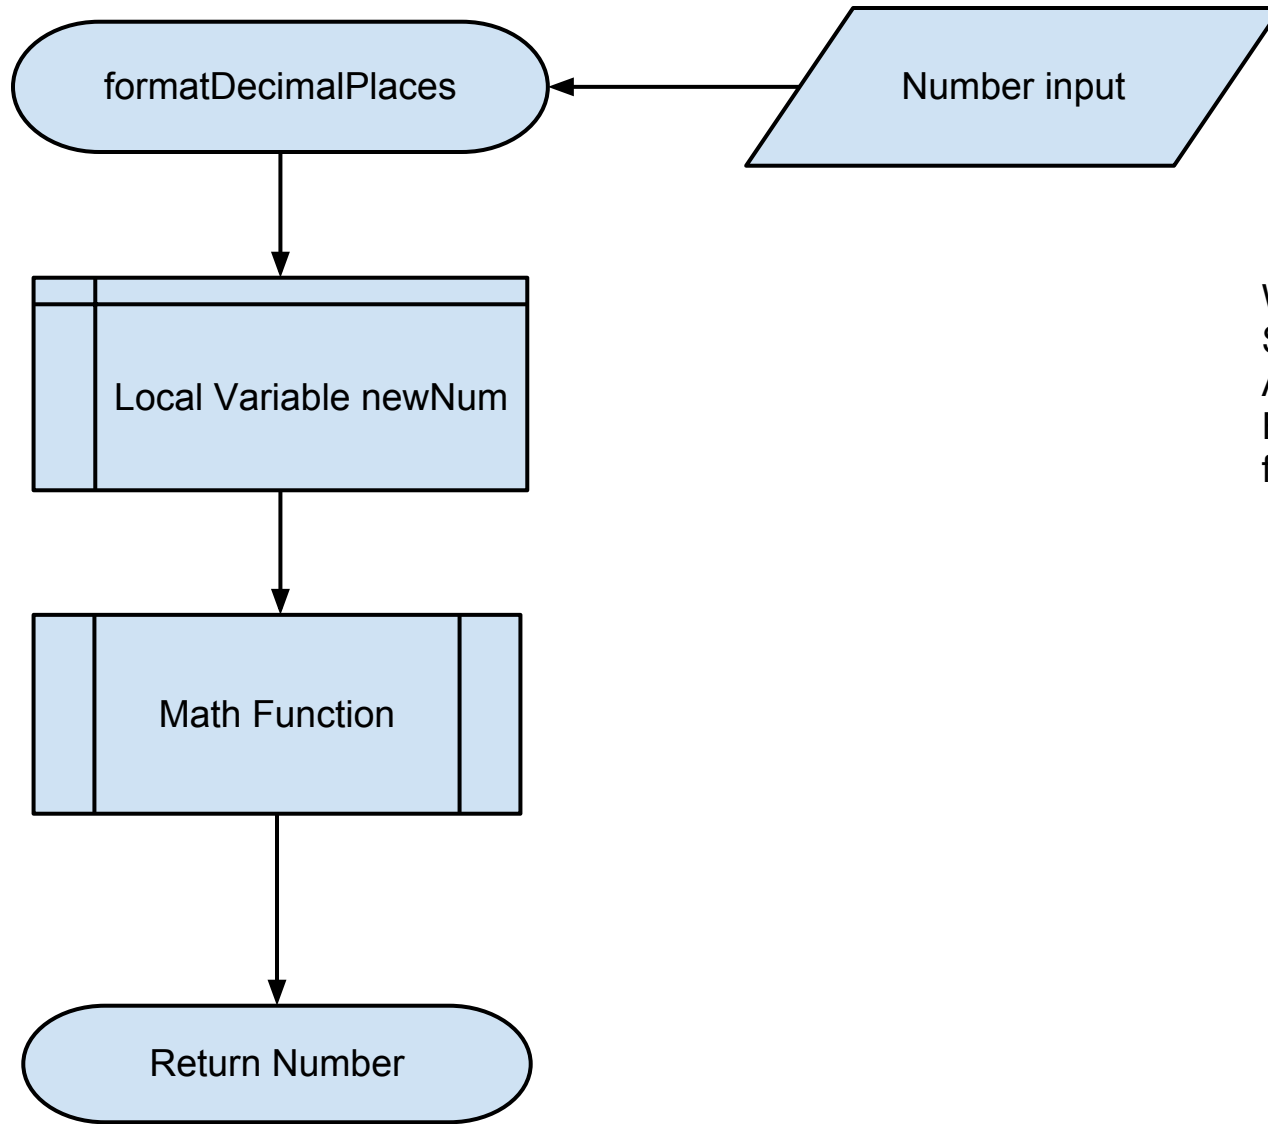 formatDecimalPlaces
Number input
Local Variable newNum
Math Function
Return Number